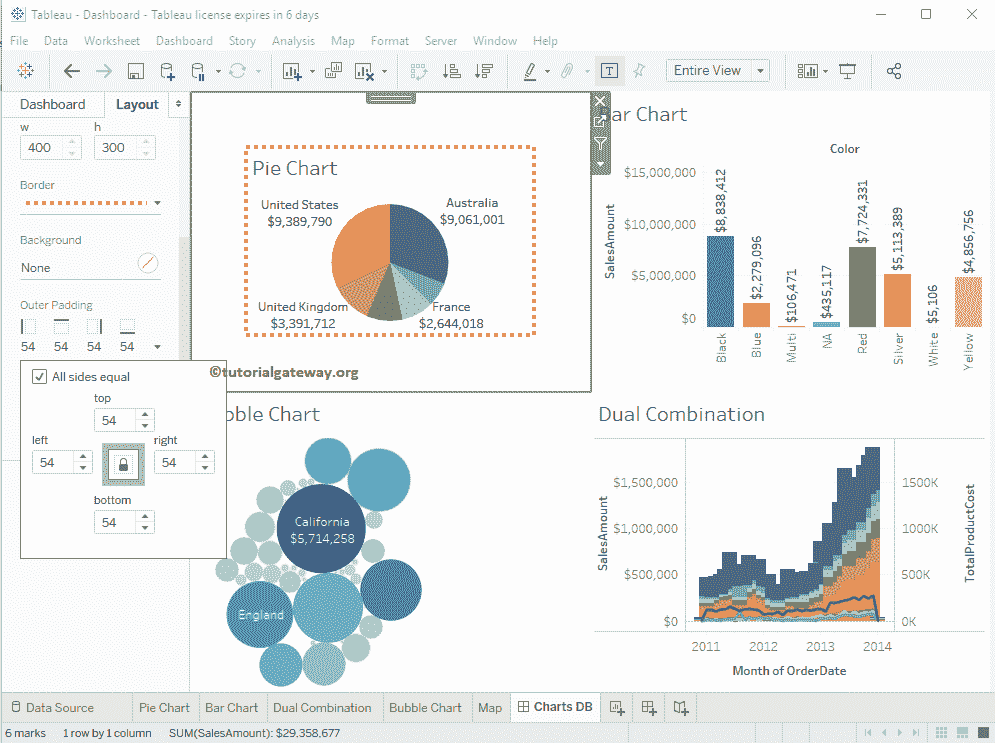 Tableau - Dashboard - Tableau license expires in 6 days
File Data Worksheet Dashboard Story Analysis Map Format Server Window Help
Entire View
Dashboard Layout
w h
400 300
Border
Background
None
Outer Padding
54 54 54 54
All sides equal
top
54
left right
54 54
bottom
54
Pie Chart
United States
$9,389,790
Australia
$9,061,001
United Kingdom
$3,391,712
France
$2,644,018
©tutorialgateway.org
Bar Chart
Color
SalesAmount
$15,000,000
$10,000,000
$5,000,000
$0
$8,838,412
$2,279,096
$106,471
$435,117
$7,724,331
$5,113,389
$5,106
$4,856,756
Black
Blue
Multi
NA
Red
Silver
White
Yellow
bble Chart
California
$5,714,258
England
Dual Combination
SalesAmount
$1,500,000
$1,000,000
$500,000
$0
1500K
1000K
500K
0K
TotalProductCost
2011 2012 2013 2014
Month of OrderDate
Data Source Pie Chart Bar Chart Dual Combination Bubble Chart Map Charts DB
6 marks 1 row by 1 column SUM(SalesAmount): $29,358,677